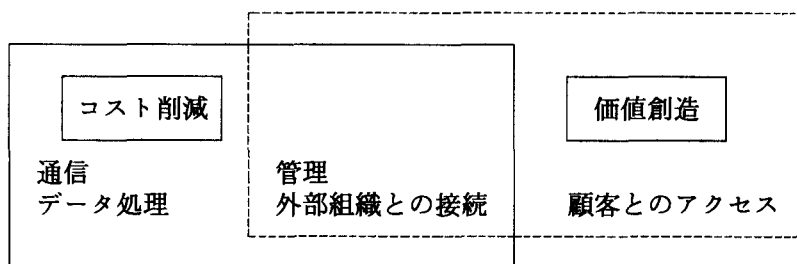 コスト削減
価値創造
通信
データ処理
管理
外部組織との接続
顧客とのアクセス